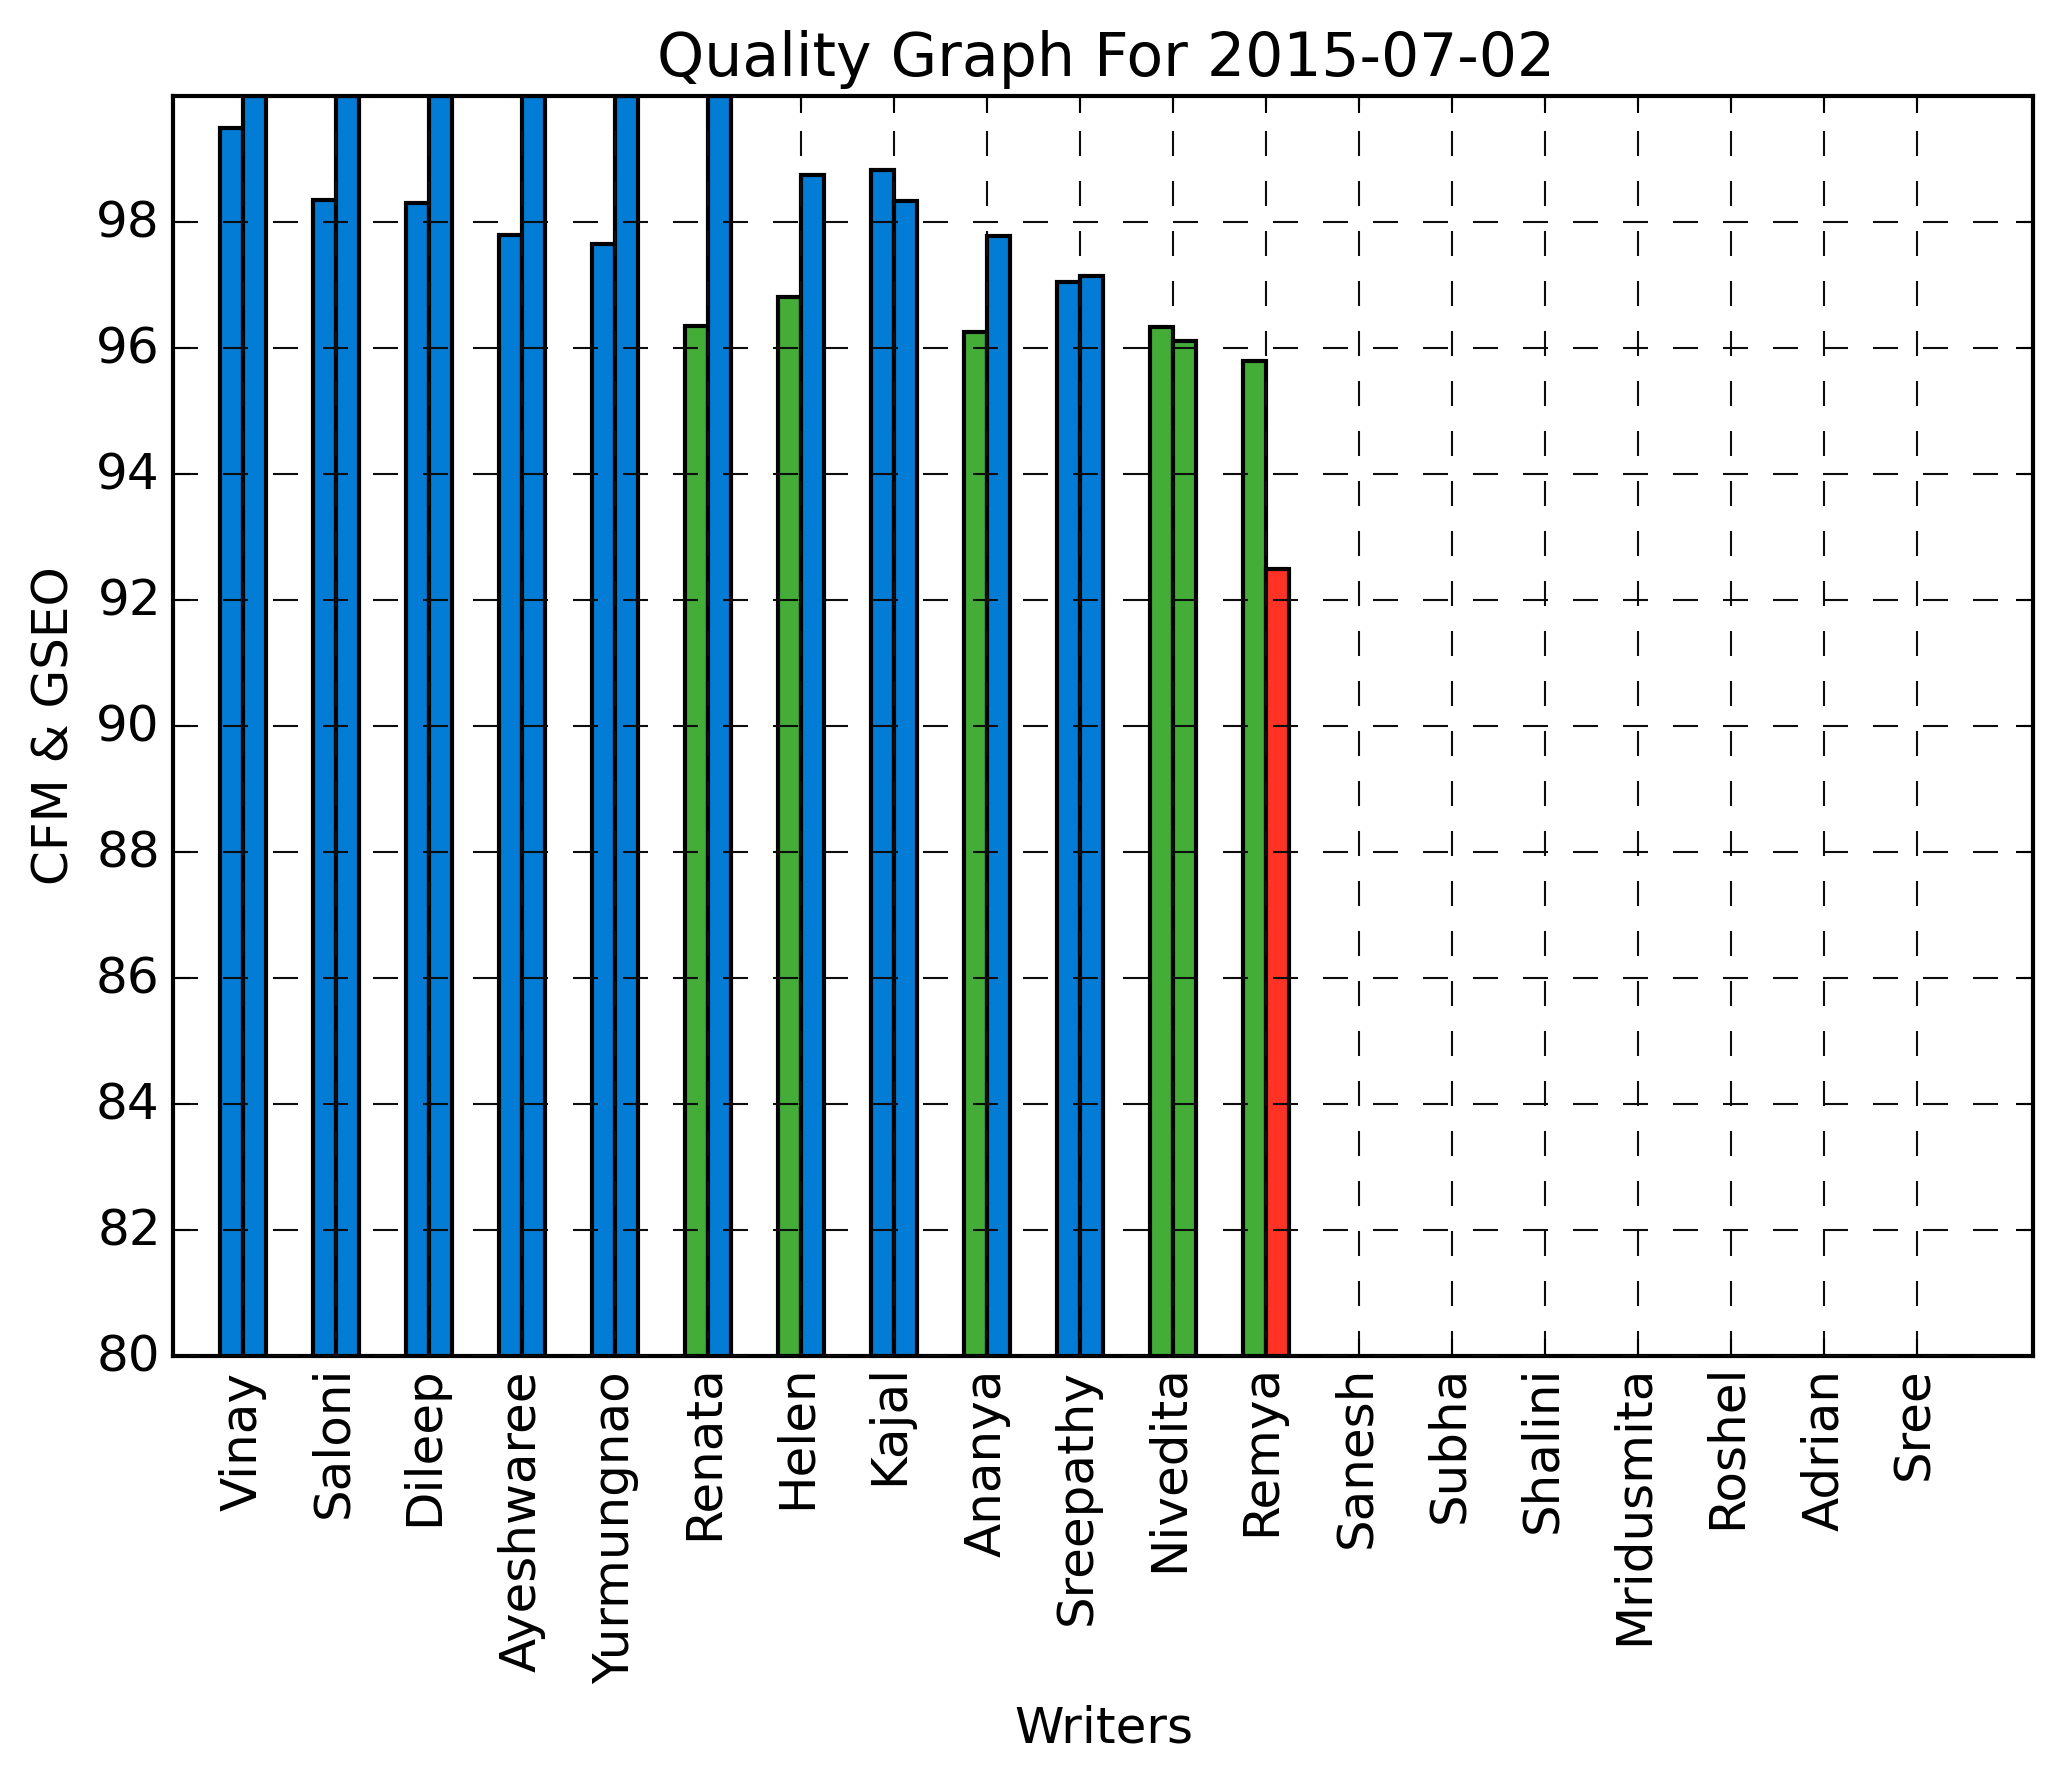 Quality Graph For 2015-07-02
CFM & GSEO
98
96
94
92
90
88
86
84
82
80
Vinay
Saloni
Dileep
Ayeshwaree
Yurmungnao
Renata
Helen
Kajal
Ananya
Sreepathy
Nivedita
Remya
Sanesh
Subha
Shalini
Mridusmita
Roshel
Adrian
Sree
Writers